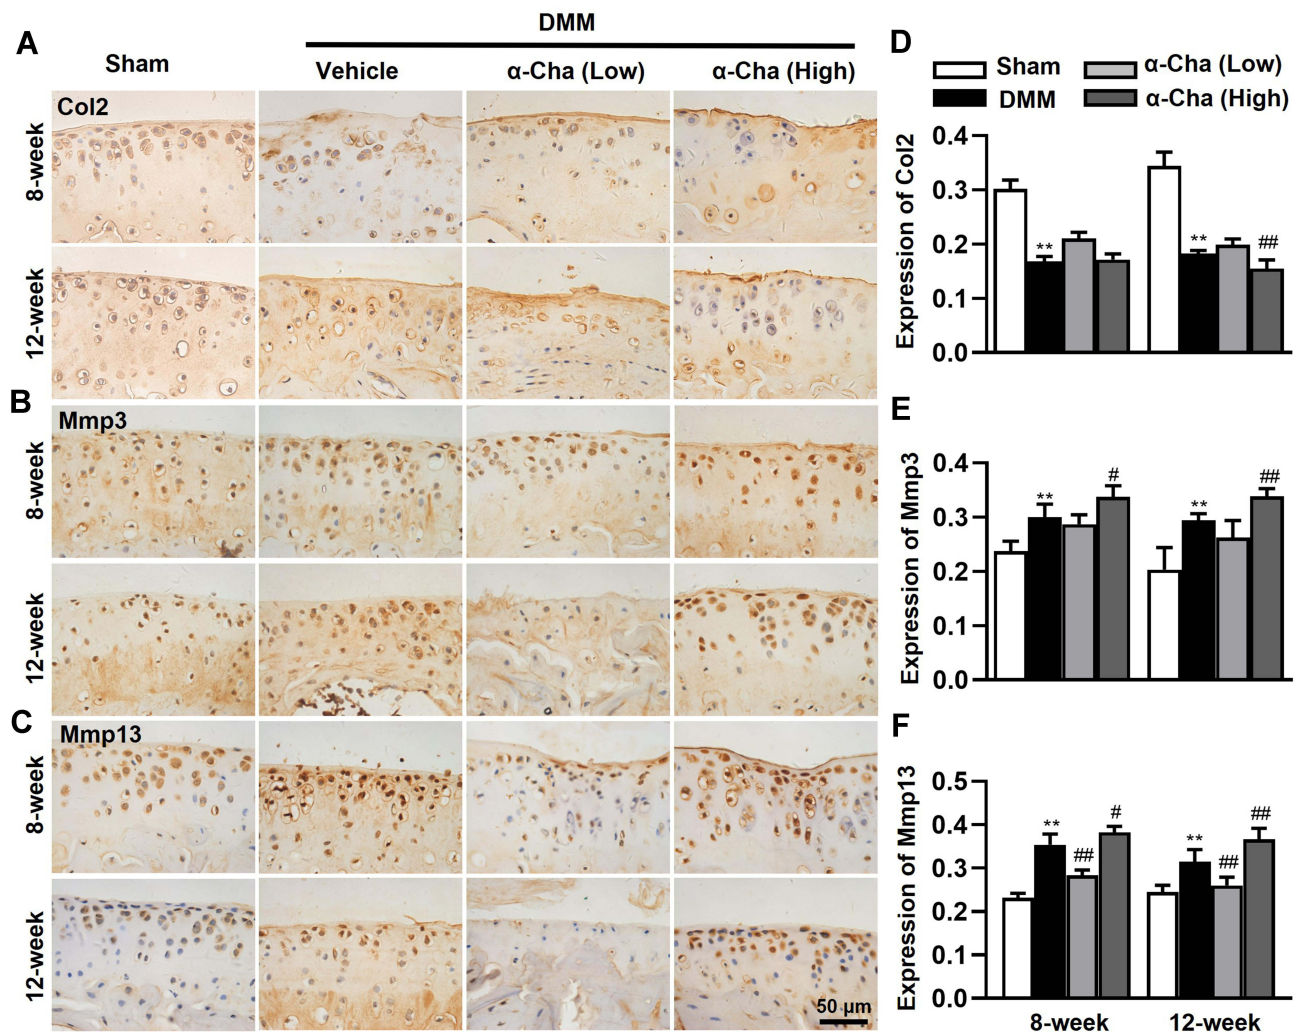 A
DMM
Sham
Vehicle
α-Cha (Low)
α-Cha (High)
Col2
8-week
12-week
B
Mmp3
8-week
12-week
C
Mmp13
8-week
12-week
50 µm
D
Sham
α-Cha (Low)
DMM
α-Cha (High)
Expression of Col2
0.4
0.3
0.2
0.1
0.0
**
**
##
E
Expression of Mmp3
0.4
0.3
0.2
0.1
0.0
**
#
**
##
F
Expression of Mmp13
0.5
0.4
0.3
0.2
0.1
0.0
**
##
#
**
##
##
8-week
12-week